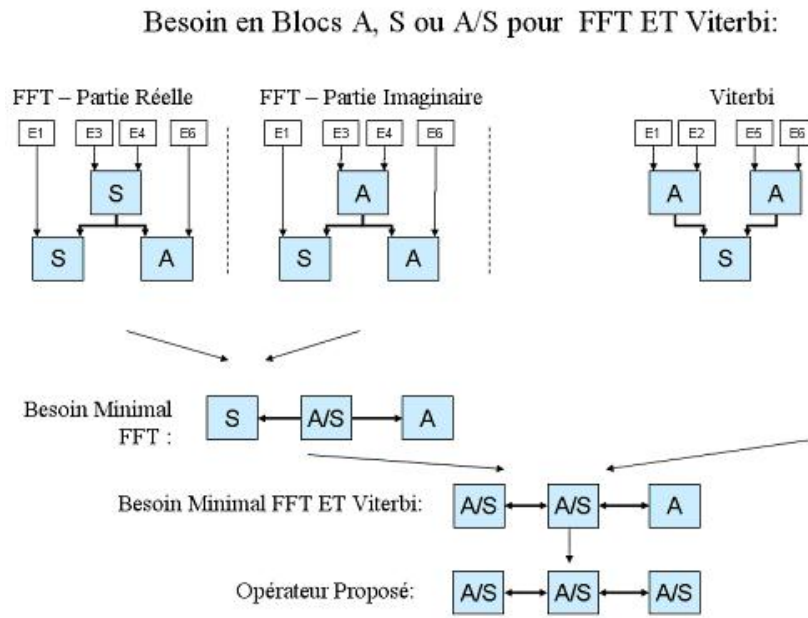 Besoin en Blocs A, S ou A/S pour FFT ET Viterbi:
FFT – Partie Réelle
FFT – Partie Imaginaire
Viterbi
E1 E3 E4 E6
E1 E3 E4 E6
E1 E2 E5 E6
S
A
A A
S A
S A
S
Besoin Minimal
FFT :
S A/S A
Besoin Minimal FFT ET Viterbi:
A/S A/S A
Opérateur Proposé:
A/S A/S A/S